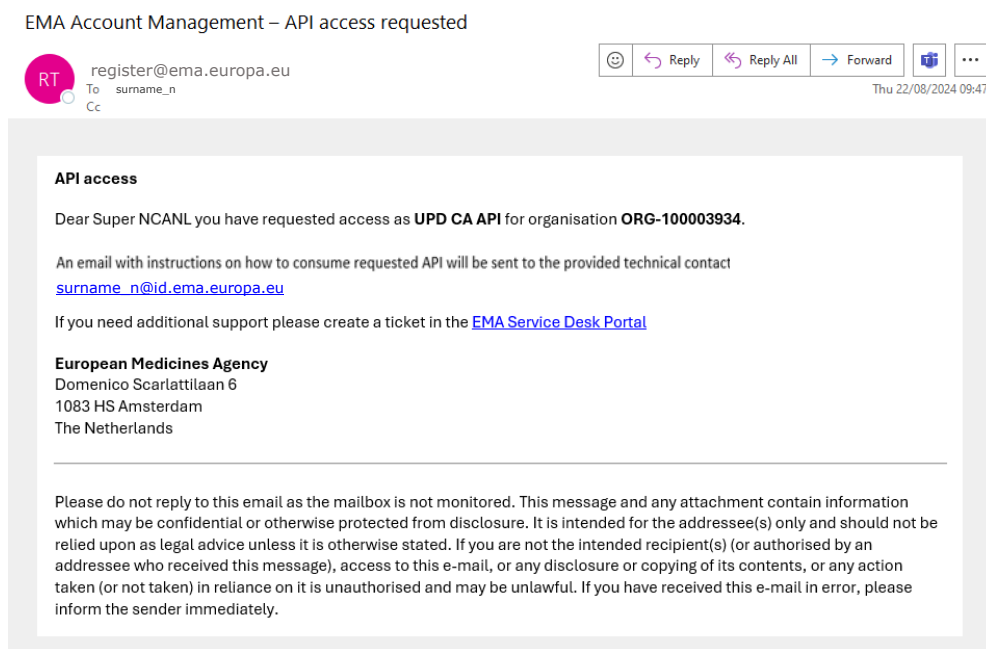 EMA Account Management – API access requested
RT
register@ema.europa.eu
To surname_n
Cc
Reply
Reply All
Forward
Thu 22/08/2024 09:47
API access
Dear Super NCANL you have requested access as UPD CA API for organisation ORG-100003934.
An email with instructions on how to consume requested API will be sent to the provided technical contact
surname_n@id.ema.europa.eu
If you need additional support please create a ticket in the EMA Service Desk Portal
European Medicines Agency
Domenico Scarlattilaan 6
1083 HS Amsterdam
The Netherlands
Please do not reply to this email as the mailbox is not monitored. This message and any attachment contain information
which may be confidential or otherwise protected from disclosure. It is intended for the addressee(s) only and should not be
relied upon as legal advice unless it is otherwise stated. If you are not the intended recipient(s) (or authorised by an
addressee who received this message), access to this e-mail, or any disclosure or copying of its contents, or any action
taken (or not taken) in reliance on it is unauthorised and may be unlawful. If you have received this e-mail in error, please
inform the sender immediately.